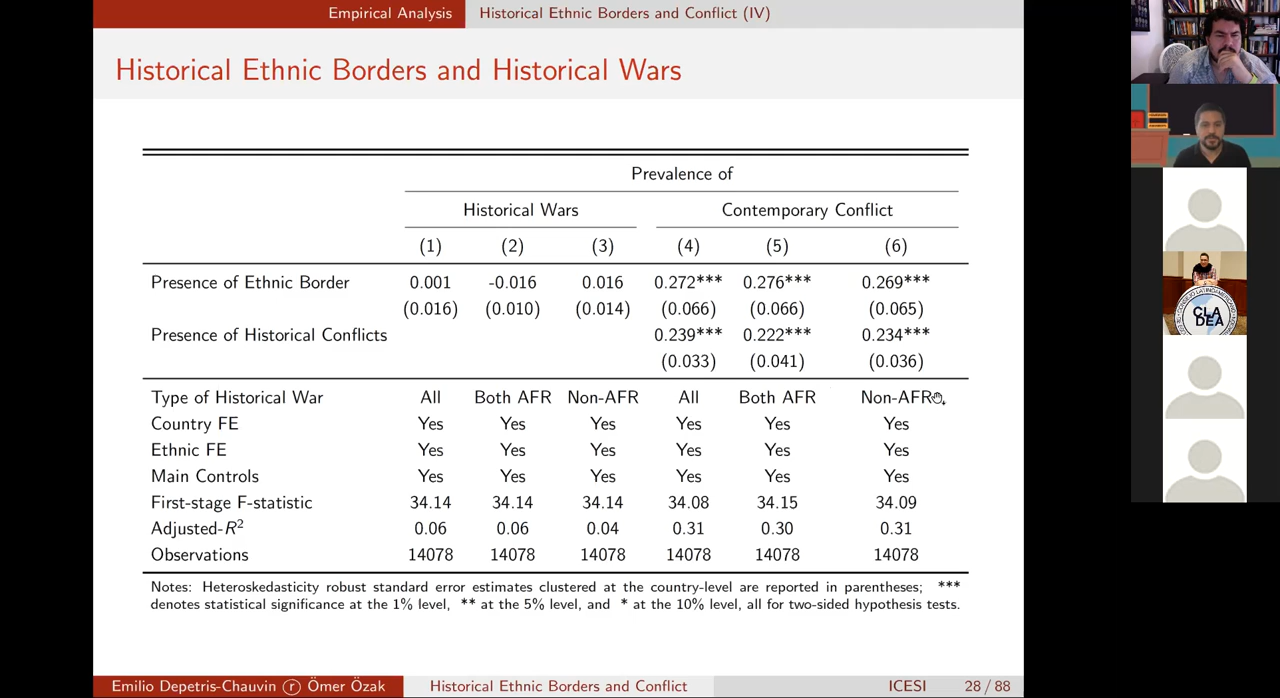 Empirical Analysis Historical Ethnic Borders and Conflict (IV)
Historical Ethnic Borders and Historical Wars
Prevalence of
Historical Wars Contemporary Conflict
(1) (2) (3) (4) (5) (6)
Presence of Ethnic Border 0.001 -0.016 0.016 0.272*** 0.276*** 0.269***
(0.016) (0.010) (0.014) (0.066) (0.066) (0.065)
Presence of Historical Conflicts 0.239*** 0.222*** 0.234***
(0.033) (0.041) (0.036)
Type of Historical War All Both AFR Non-AFR All Both AFR Non-AFR
Country FE Yes Yes Yes Yes Yes Yes
Ethnic FE Yes Yes Yes Yes Yes Yes
Main Controls Yes Yes Yes Yes Yes Yes
First-stage F-statistic 34.14 34.14 34.14 34.08 34.15 34.09
Adjusted-R² 0.06 0.06 0.04 0.31 0.30 0.31
Observations 14078 14078 14078 14078 14078 14078
Notes: Heteroskedasticity robust standard error estimates clustered at the country-level are reported in parentheses; ***
denotes statistical significance at the 1% level, ** at the 5% level, and * at the 10% level, all for two-sided hypothesis tests.
Emilio Depetris-Chauvin ⓡ Ömer Özak Historical Ethnic Borders and Conflict ICESI 28 / 88
CLA
DEA